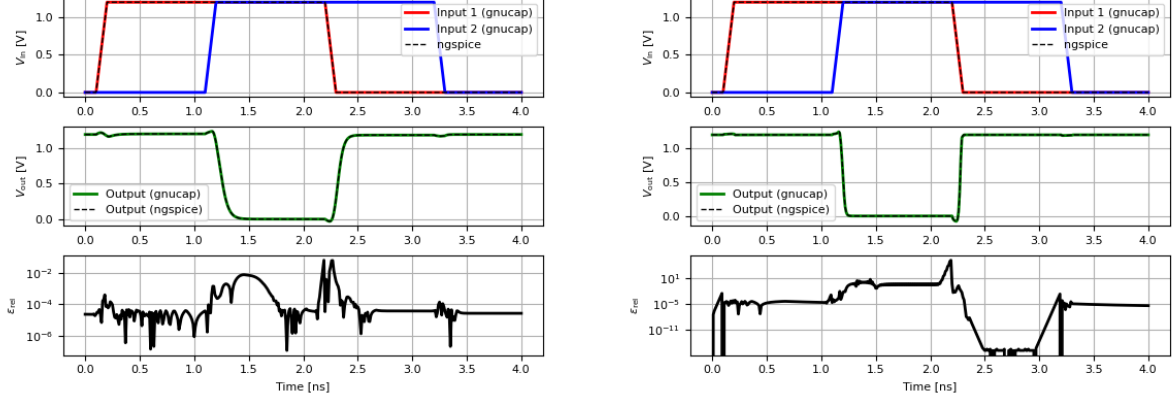 1.0
0.5
0.0
V_in [V]
Input 1 (gnucap)
Input 2 (gnucap)
ngspice
0.0 0.5 1.0 1.5 2.0 2.5 3.0 3.5 4.0
1.0
0.5
0.0
V_out [V]
Output (gnucap)
Output (ngspice)
0.0 0.5 1.0 1.5 2.0 2.5 3.0 3.5 4.0
10^-2
10^-4
10^-6
ε_rel
0.0 0.5 1.0 1.5 2.0 2.5 3.0 3.5 4.0
Time [ns]
1.0
0.5
0.0
V_in [V]
Input 1 (gnucap)
Input 2 (gnucap)
ngspice
0.0 0.5 1.0 1.5 2.0 2.5 3.0 3.5 4.0
1.0
0.5
0.0
V_out [V]
Output (gnucap)
Output (ngspice)
0.0 0.5 1.0 1.5 2.0 2.5 3.0 3.5 4.0
10^1
10^-5
10^-11
ε_rel
0.0 0.5 1.0 1.5 2.0 2.5 3.0 3.5 4.0
Time [ns]